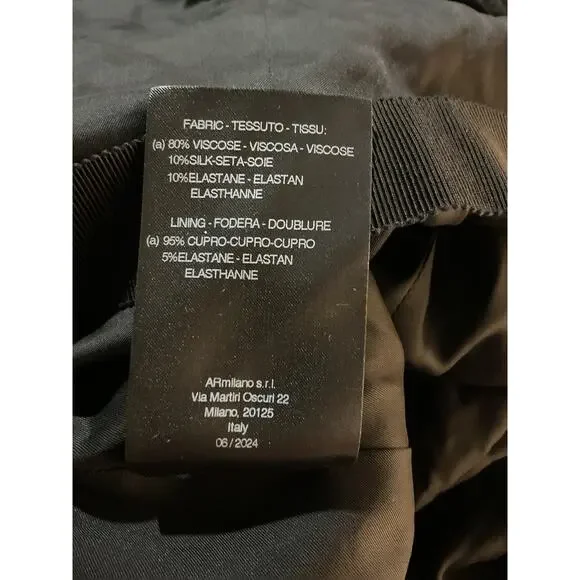 FABRIC - TESSUTO - TISSU:
(a) 80% VISCOSE - VISCOSA - VISCOSE
10%SILK-SETA-SOIE
10%ELASTANE - ELASTAN
ELASTHANNE
LINING - FODERA - DOUBLURE
(a) 95% CUPRO-CUPRO-CUPRO
5%ELASTANE - ELASTAN
ELASTHANNE
ARmilano s.r.l.
Via Martiri Oscuri 22
Milano, 20125
Italy
06 / 2024